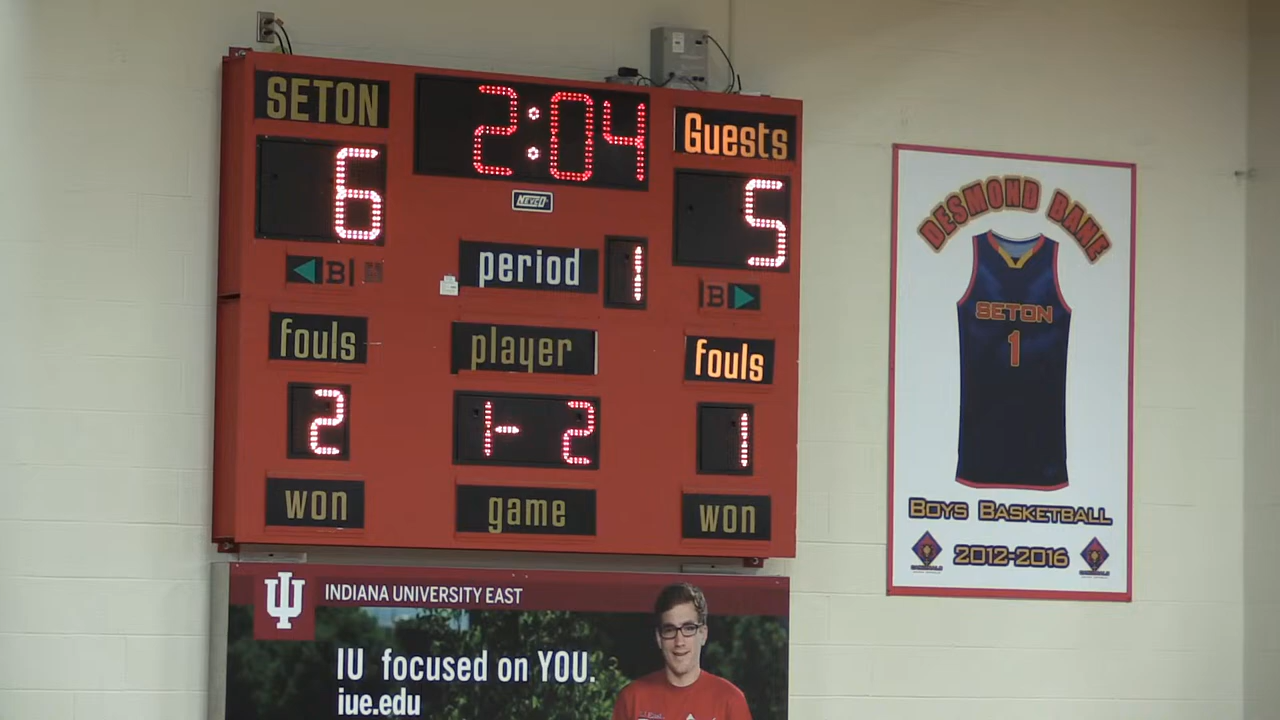 SETON
2:04
Guests
6
5
NEVCO
B
period
1
B
fouls
player
fouls
2
1- 2
1
won
game
won
DESMOND BANE
SETON
1
BOYS BASKETBALL
2012-2016
INDIANA UNIVERSITY EAST
IU focused on YOU.
iue.edu